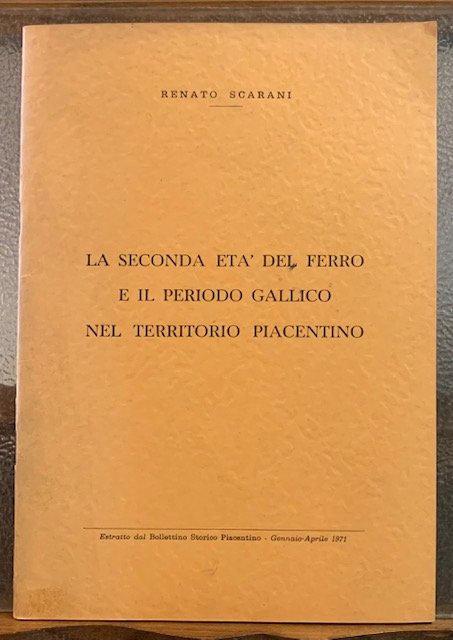 RENATO SCARANI
LA SECONDA ETA' DEL FERRO
E IL PERIODO GALLICO
NEL TERRITORIO PIACENTINO
Estratto dal Bollettino Storico Piacentino - Gennaio-Aprile 1971